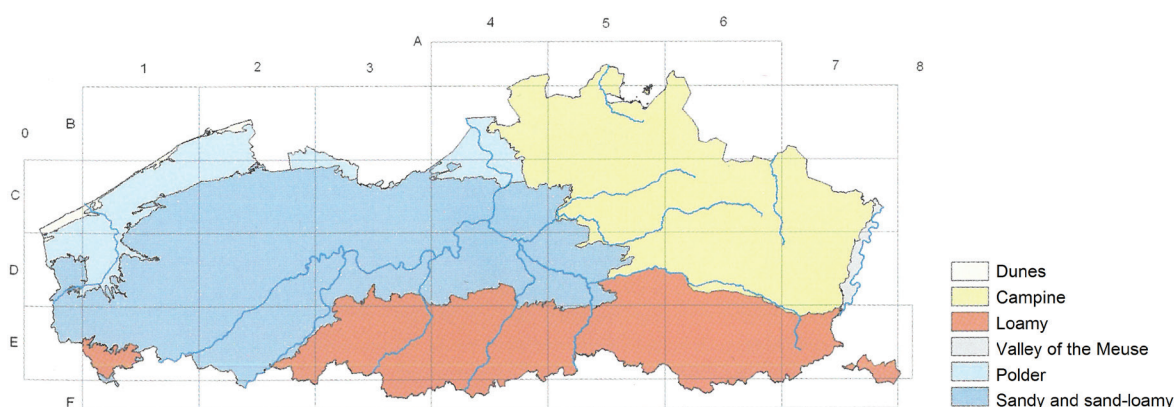 4 5 6
A
1 2 3 7 8
0 B
C
D
E
F
Dunes
Campine
Loamy
Valley of the Meuse
Polder
Sandy and sand-loamy